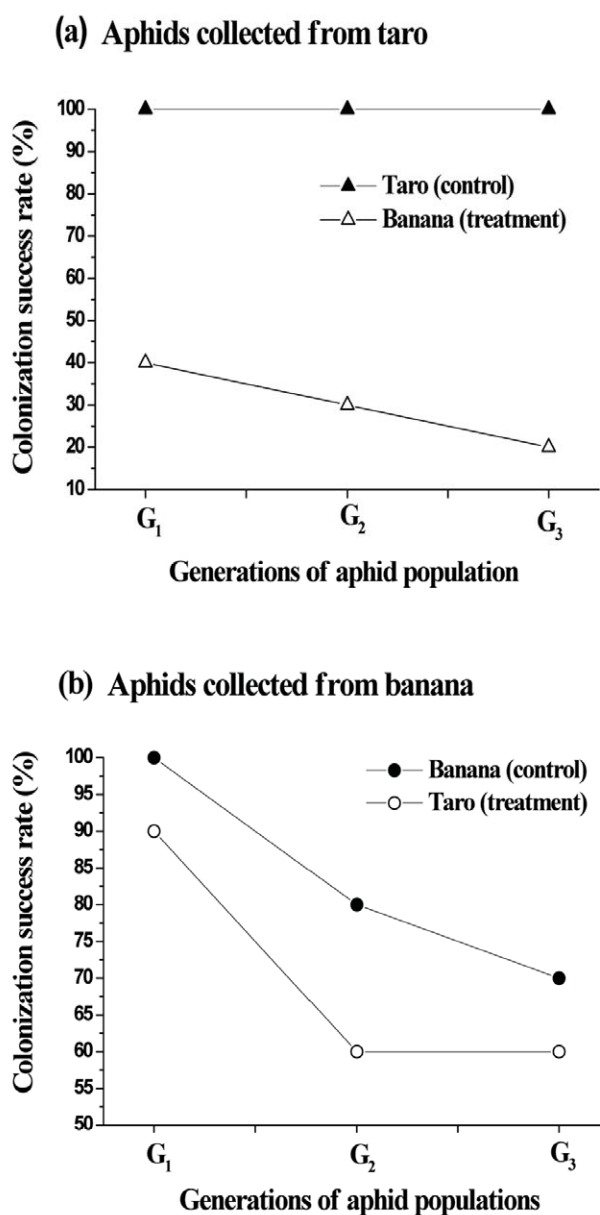 (a) Aphids collected from taro
Colonization success rate (%)
100
90
80
70
60
50
40
30
20
10
Taro (control)
Banana (treatment)
G1
G2
G3
Generations of aphid population
(b) Aphids collected from banana
Colonization success rate (%)
100
95
90
85
80
75
70
65
60
55
50
Banana (control)
Taro (treatment)
G1
G2
G3
Generations of aphid populations